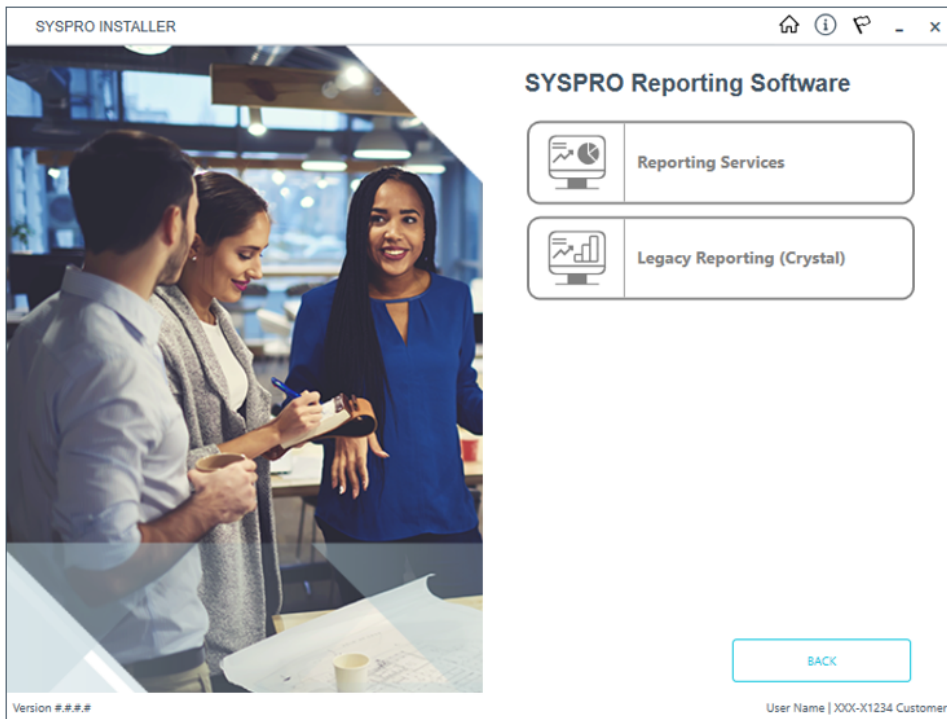 SYSPRO INSTALLER
SYSPRO Reporting Software
Reporting Services
Legacy Reporting (Crystal)
BACK
Version #.#.#.#
User Name | XXX-X1234 Customer